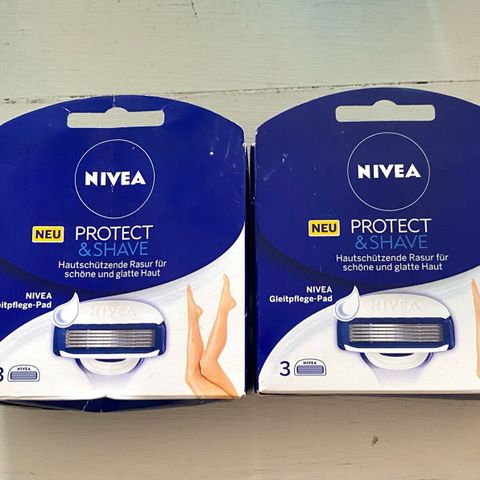 NIVEA
NEU PROTECT
& SHAVE
Hautschützende Rasur für
schöne und glatte Haut
NIVEA
eitpflege-Pad
NIVEA
3
NIVEA
NEU PROTECT
& SHAVE
Hautschützende Rasur für
schöne und glatte Haut
NIVEA
Gleitpflege-Pad
NIVEA
3 NIVEA